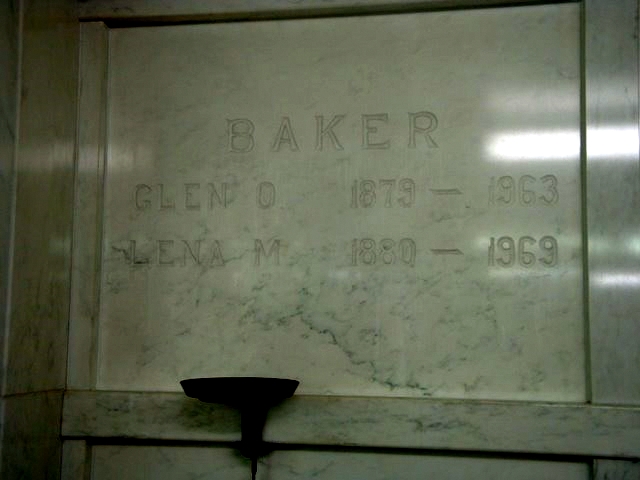 BAKER
GLEN O. 1879 — 1963
LENA M. 1880 — 1969